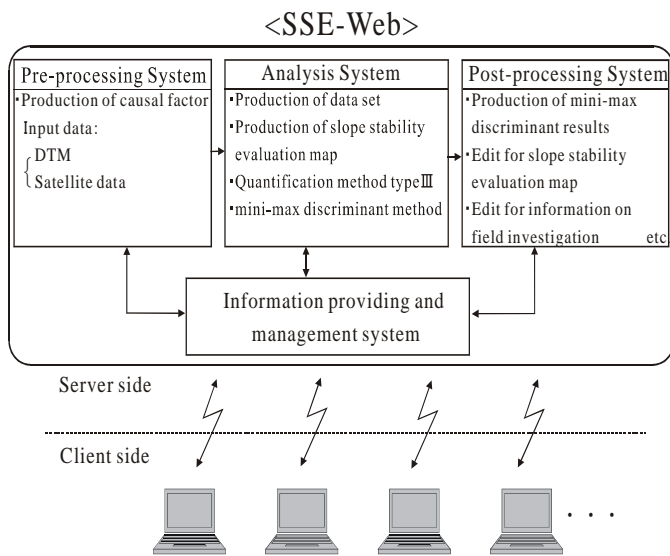 <SSE-Web>
Pre-processing System
・Production of causal factor
Input data:
DTM
Satellite data
Analysis System
・Production of data set
・Production of slope stability
evaluation map
・Quantification method typeⅢ
・mini-max discriminant method
Post-processing System
・Production of mini-max
discriminant results
・Edit for slope stability
evaluation map
・Edit for information on
field investigation etc
Information providing and
management system
Server side
Client side
· · ·